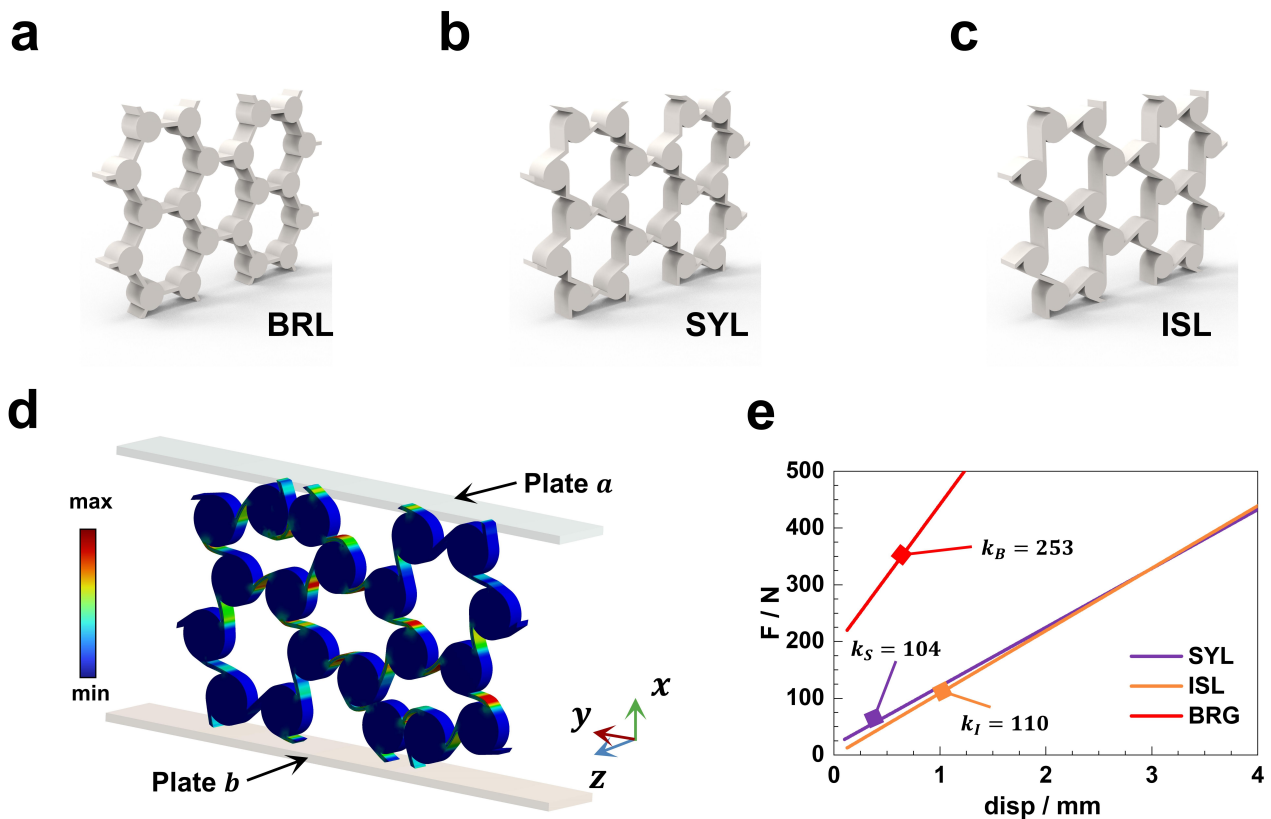 a
b
c
BRL
SYL
ISL
d
e
max
min
Plate a
Plate b
x
y
z
500
400
300
200
100
0
F / N
k_B = 253
k_S = 104
k_I = 110
SYL
ISL
BRG
0 1 2 3 4
disp / mm